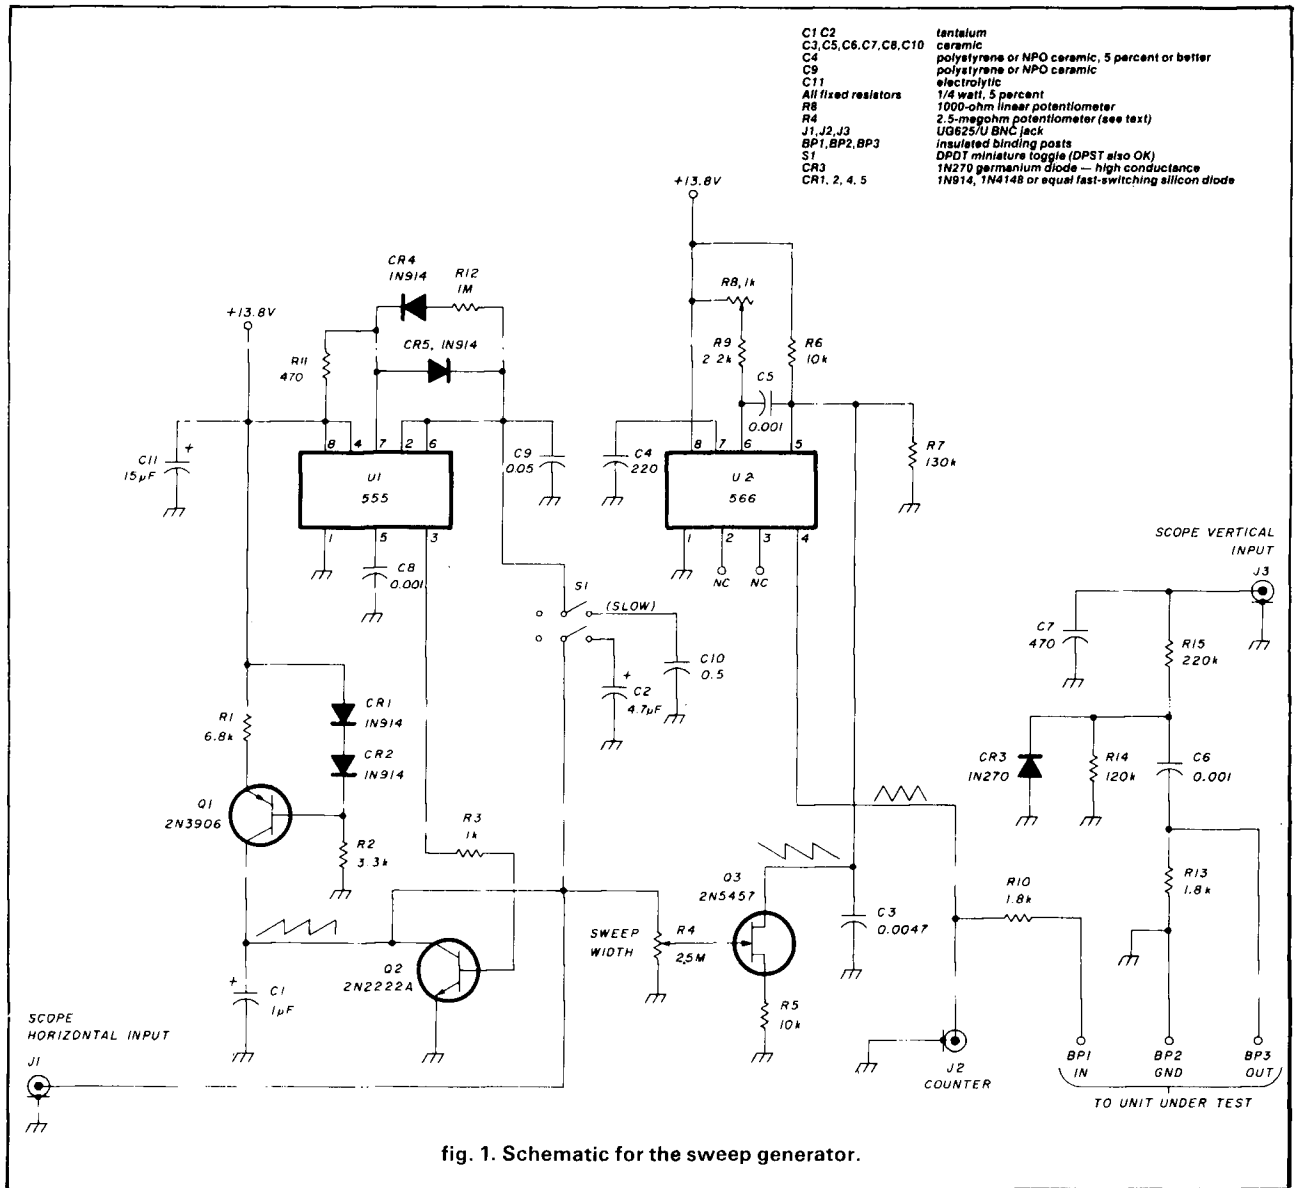 C1 C2 tantalum
C3,C5,C6,C7,C8,C10 ceramic
C4 polystyrene or NPO ceramic, 5 percent or better
C9 polystyrene or NPO ceramic
C11 electrolytic
All fixed resistors 1/4 watt, 5 percent
R8 1000-ohm linear potentiometer
R4 2.5-megohm potentiometer (see text)
J1,J2,J3 UG625/U BNC jack
BP1,BP2,BP3 insulated binding posts
S1 DPDT miniature toggle (DPST also OK)
CR3 1N270 germanium diode — high conductance
CR1, 2, 4, 5 1N914, 1N4148 or equal fast-switching silicon diode
+13.8V
CR4
1N914
R12
1M
+13.8V
R11
470
CR5, 1N914
R8, 1k
R9
2.2k
R6
10k
C5
0.001
C11
15µF
+
8
4
7
2
6
U1
555
1
5
3
C9
0.05
C8
0.001
C4
220
8
7
6
5
U2
566
1
2
3
4
NC
NC
R7
130k
S1
(SLOW)
C10
0.5
+
C2
4.7µF
SCOPE VERTICAL
INPUT
J3
C7
470
R15
220k
CR1
1N914
CR2
1N914
R1
6.8k
Q1
2N3906
R2
3.3k
R3
1k
CR3
1N270
R14
120k
C6
0.001
Q3
2N5457
R13
1.8k
R10
1.8k
C3
0.0047
SWEEP
WIDTH
R4
2.5M
Q2
2N2222A
+
C1
1µF
R5
10k
SCOPE
HORIZONTAL INPUT
J1
J2
COUNTER
BP1
IN
BP2
GND
BP3
OUT
TO UNIT UNDER TEST
fig. 1. Schematic for the sweep generator.